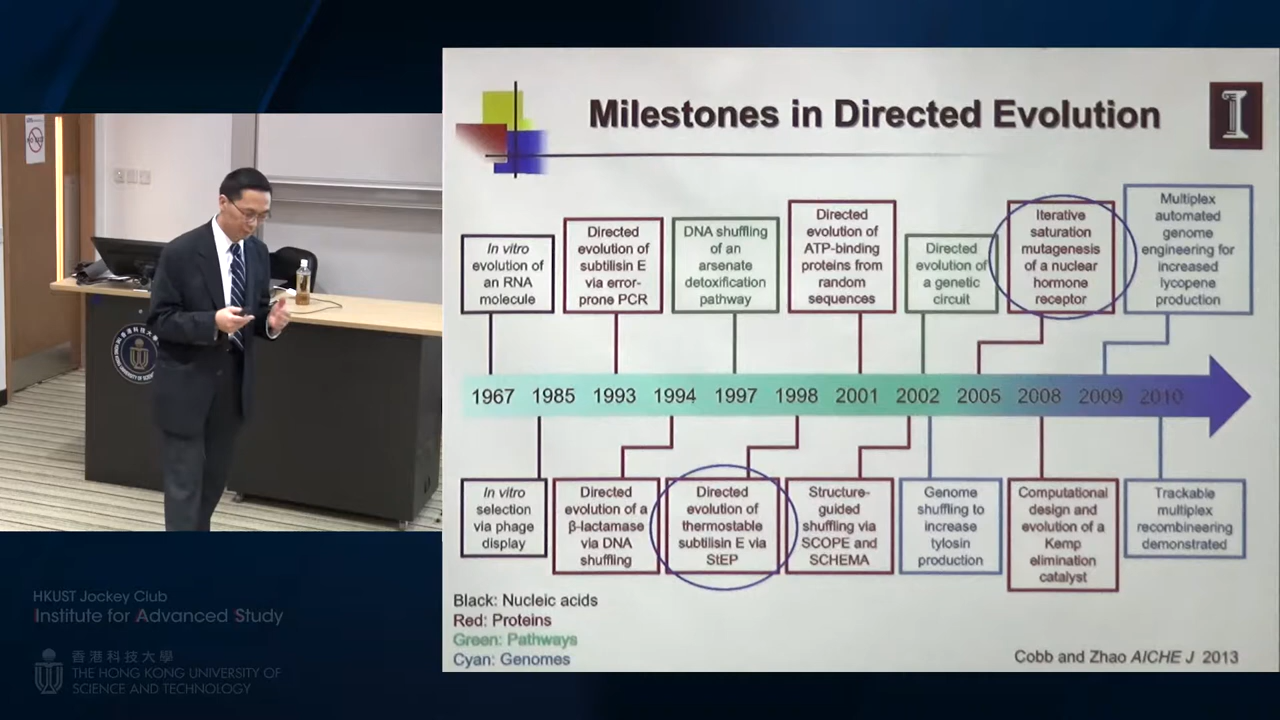 Milestones in Directed Evolution
I
In vitro
evolution of
an RNA
molecule
Directed
evolution of
subtilisin E
via error-
prone PCR
DNA shuffling
of an
arsenate
detoxification
pathway
Directed
evolution of
ATP-binding
proteins from
random
sequences
Directed
evolution of
a genetic
circuit
Iterative
saturation
mutagenesis
of a nuclear
hormone
receptor
Multiplex
automated
genome
engineering for
increased
lycopene
production
1967 1985 1993 1994 1997 1998 2001 2002 2005 2008 2009 2010
In vitro
selection
via phage
display
Directed
evolution of a
β-lactamase
via DNA
shuffling
Directed
evolution of
thermostable
subtilisin E via
StEP
Structure-
guided
shuffling via
SCOPE and
SCHEMA
Genome
shuffling to
increase
tylosin
production
Computational
design and
evolution of a
Kemp
elimination
catalyst
Trackable
multiplex
recombineering
demonstrated
Black: Nucleic acids
Red: Proteins
Green: Pathways
Cyan: Genomes
Cobb and Zhao AICHE J 2013
HKUST Jockey Club
Institute for Advanced Study
香港科技大學
THE HONG KONG UNIVERSITY OF
SCIENCE AND TECHNOLOGY